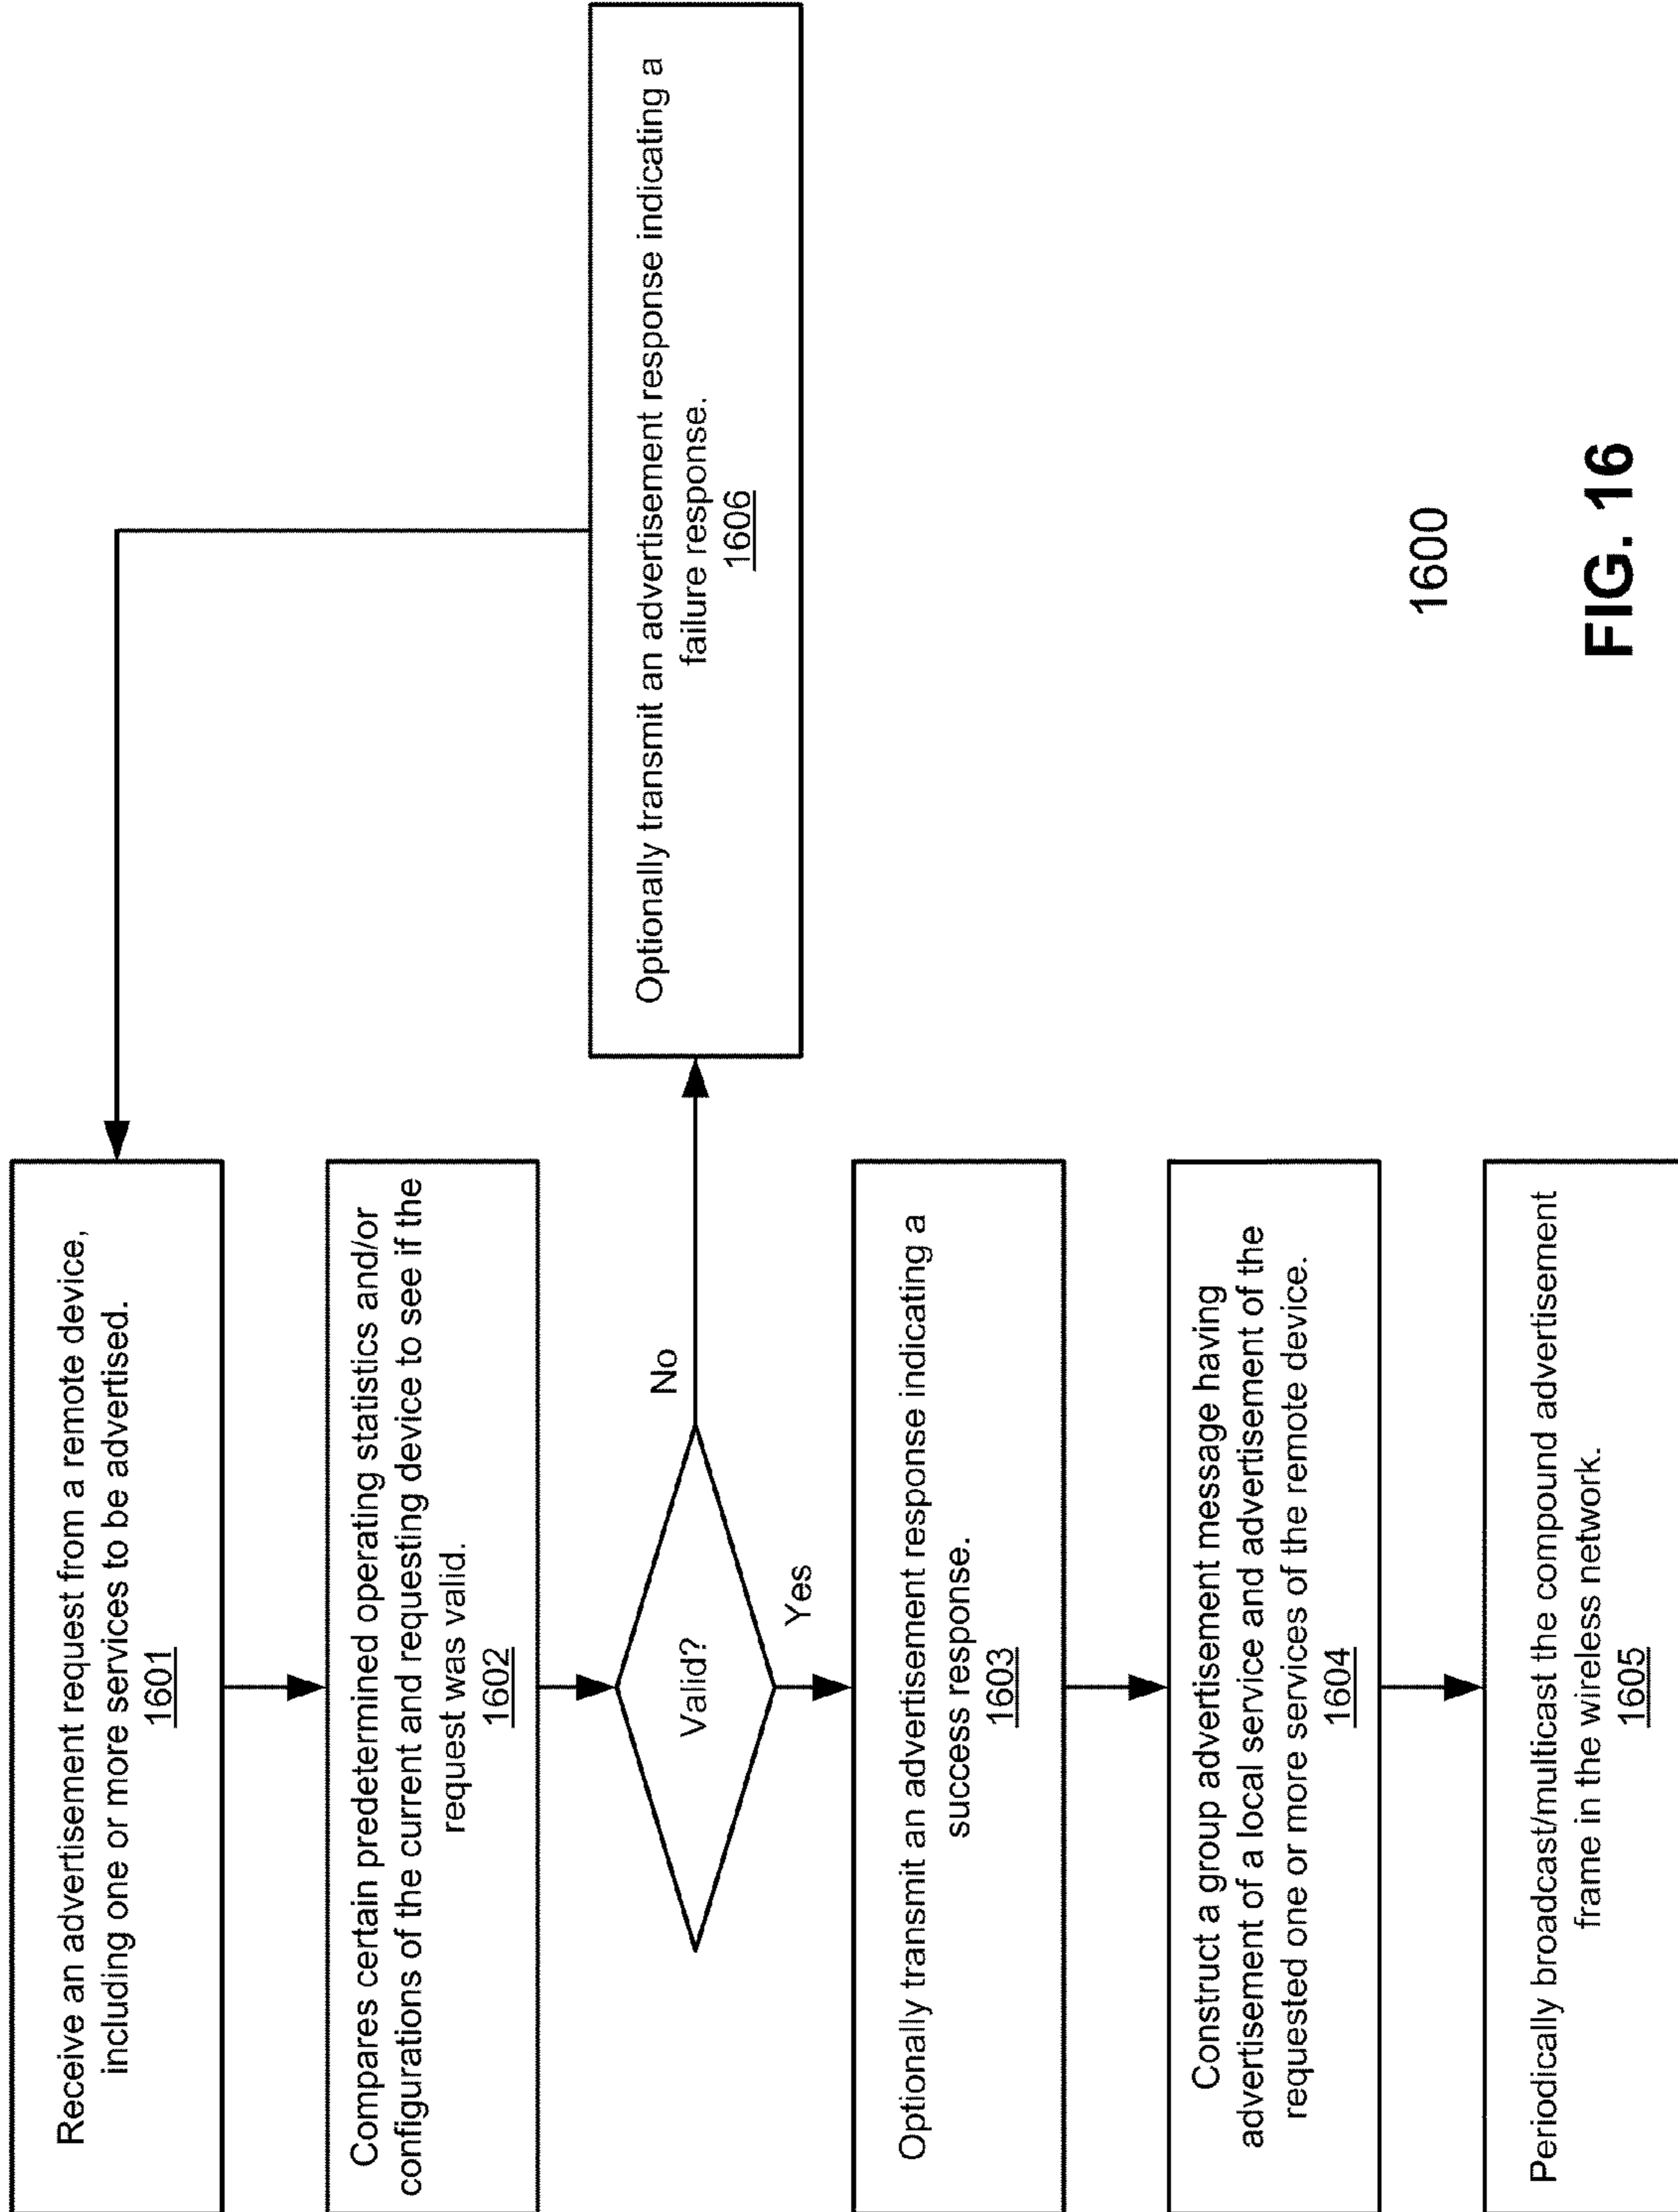 Receive an advertisement request from a remote device,
including one or more services to be advertised.
1601
Compares certain predetermined operating statistics and/or
configurations of the current and requesting device to see if the
request was valid.
1602
Valid?
No
Yes
Optionally transmit an advertisement response indicating a
failure response.
1606
Optionally transmit an advertisement response indicating a
success response.
1603
Construct a group advertisement message having
advertisement of a local service and advertisement of the
requested one or more services of the remote device.
1604
Periodically broadcast/multicast the compound advertisement
frame in the wireless network.
1605
1600
FIG. 16